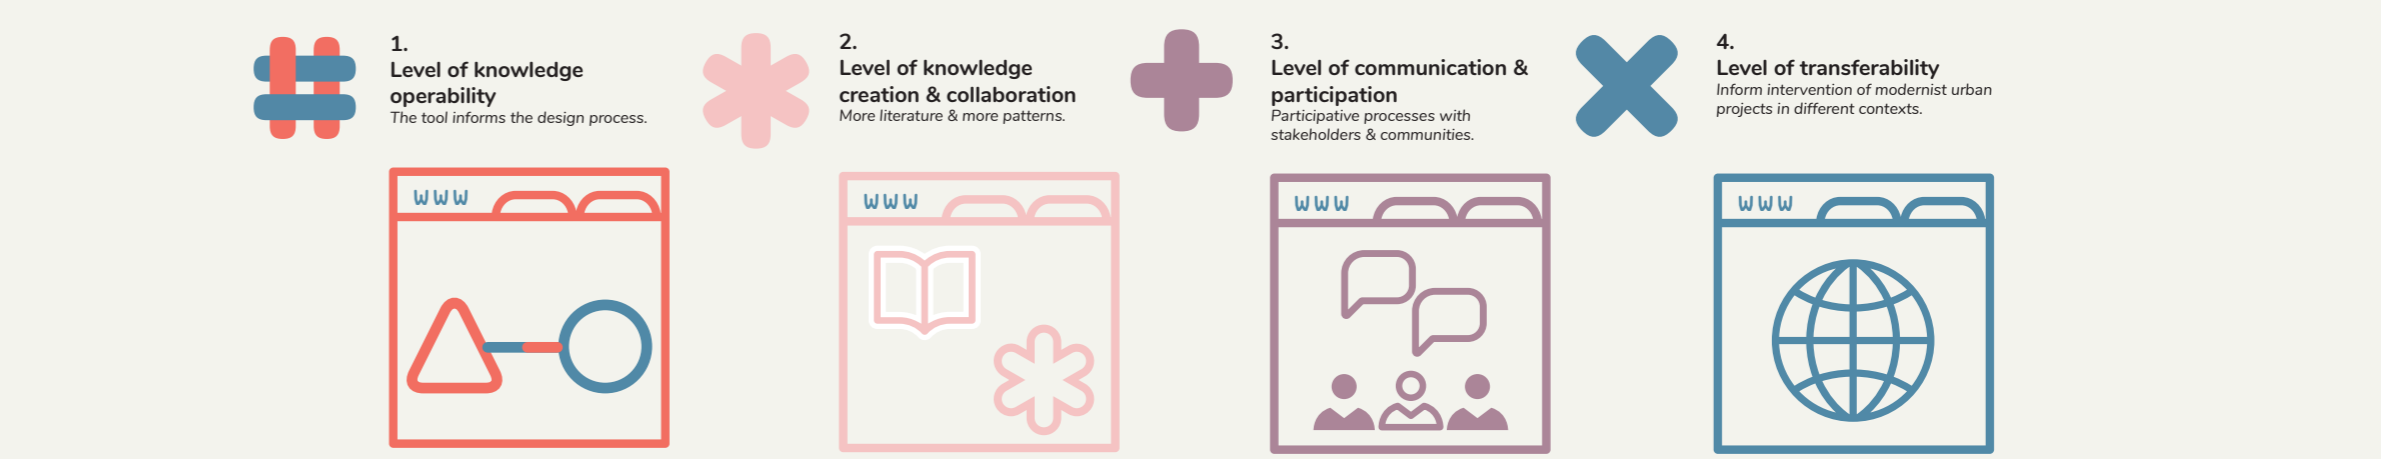 1.
Level of knowledge
operability
The tool informs the design process.
2.
Level of knowledge
creation & collaboration
More literature & more patterns.
3.
Level of communication &
participation
Participative processes with
stakeholders & communities.
4.
Level of transferability
Inform intervention of modernist urban
projects in different contexts.
WWW
WWW
WWW
WWW